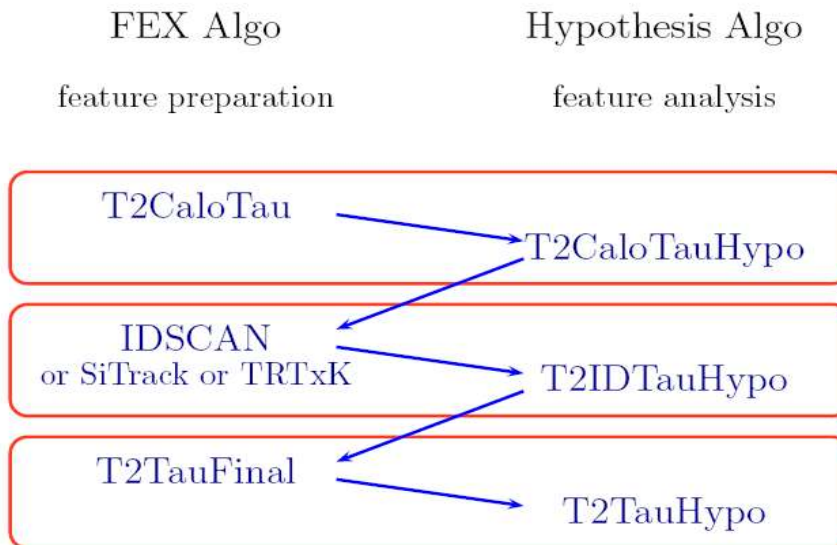 FEX Algo
Hypothesis Algo
feature preparation
feature analysis
T2CaloTau
T2CaloTauHypo
IDSCAN
or SiTrack or TRTxK
T2IDTauHypo
T2TauFinal
T2TauHypo